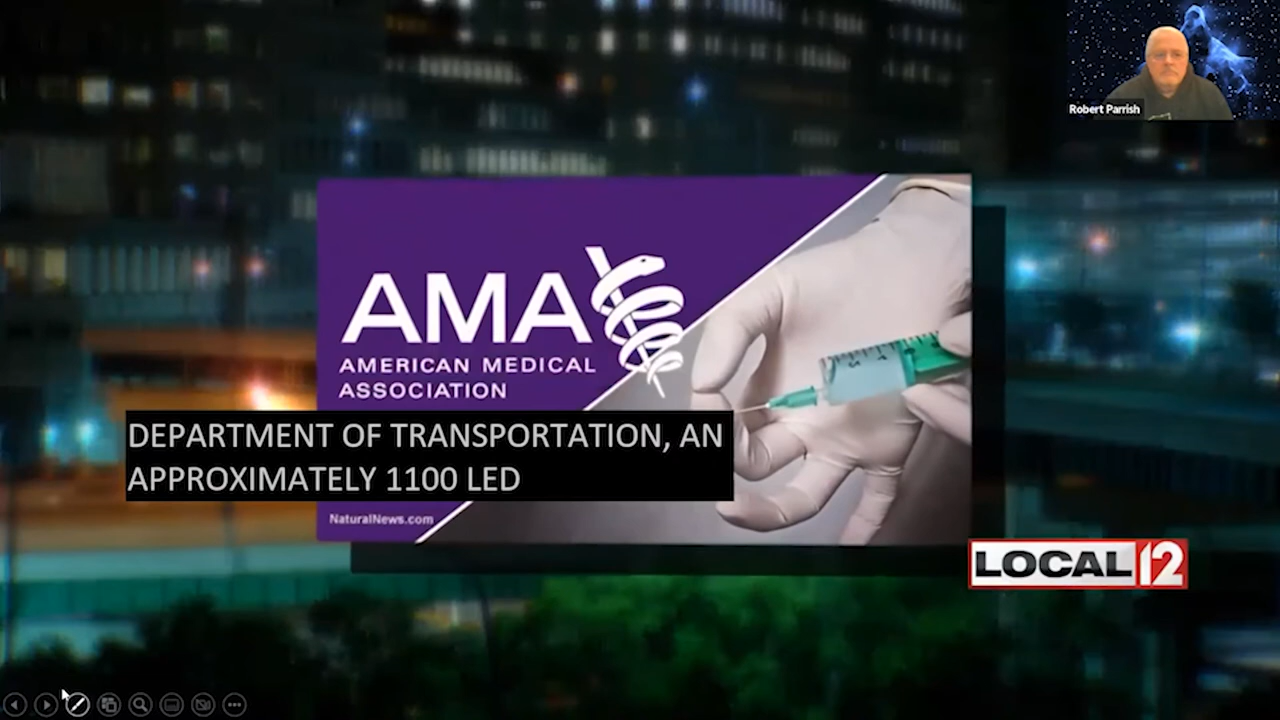 Robert Parrish
AMA
AMERICAN MEDICAL
ASSOCIATION
DEPARTMENT OF TRANSPORTATION, AN
APPROXIMATELY 1100 LED
NaturalNews.com
LOCAL 12